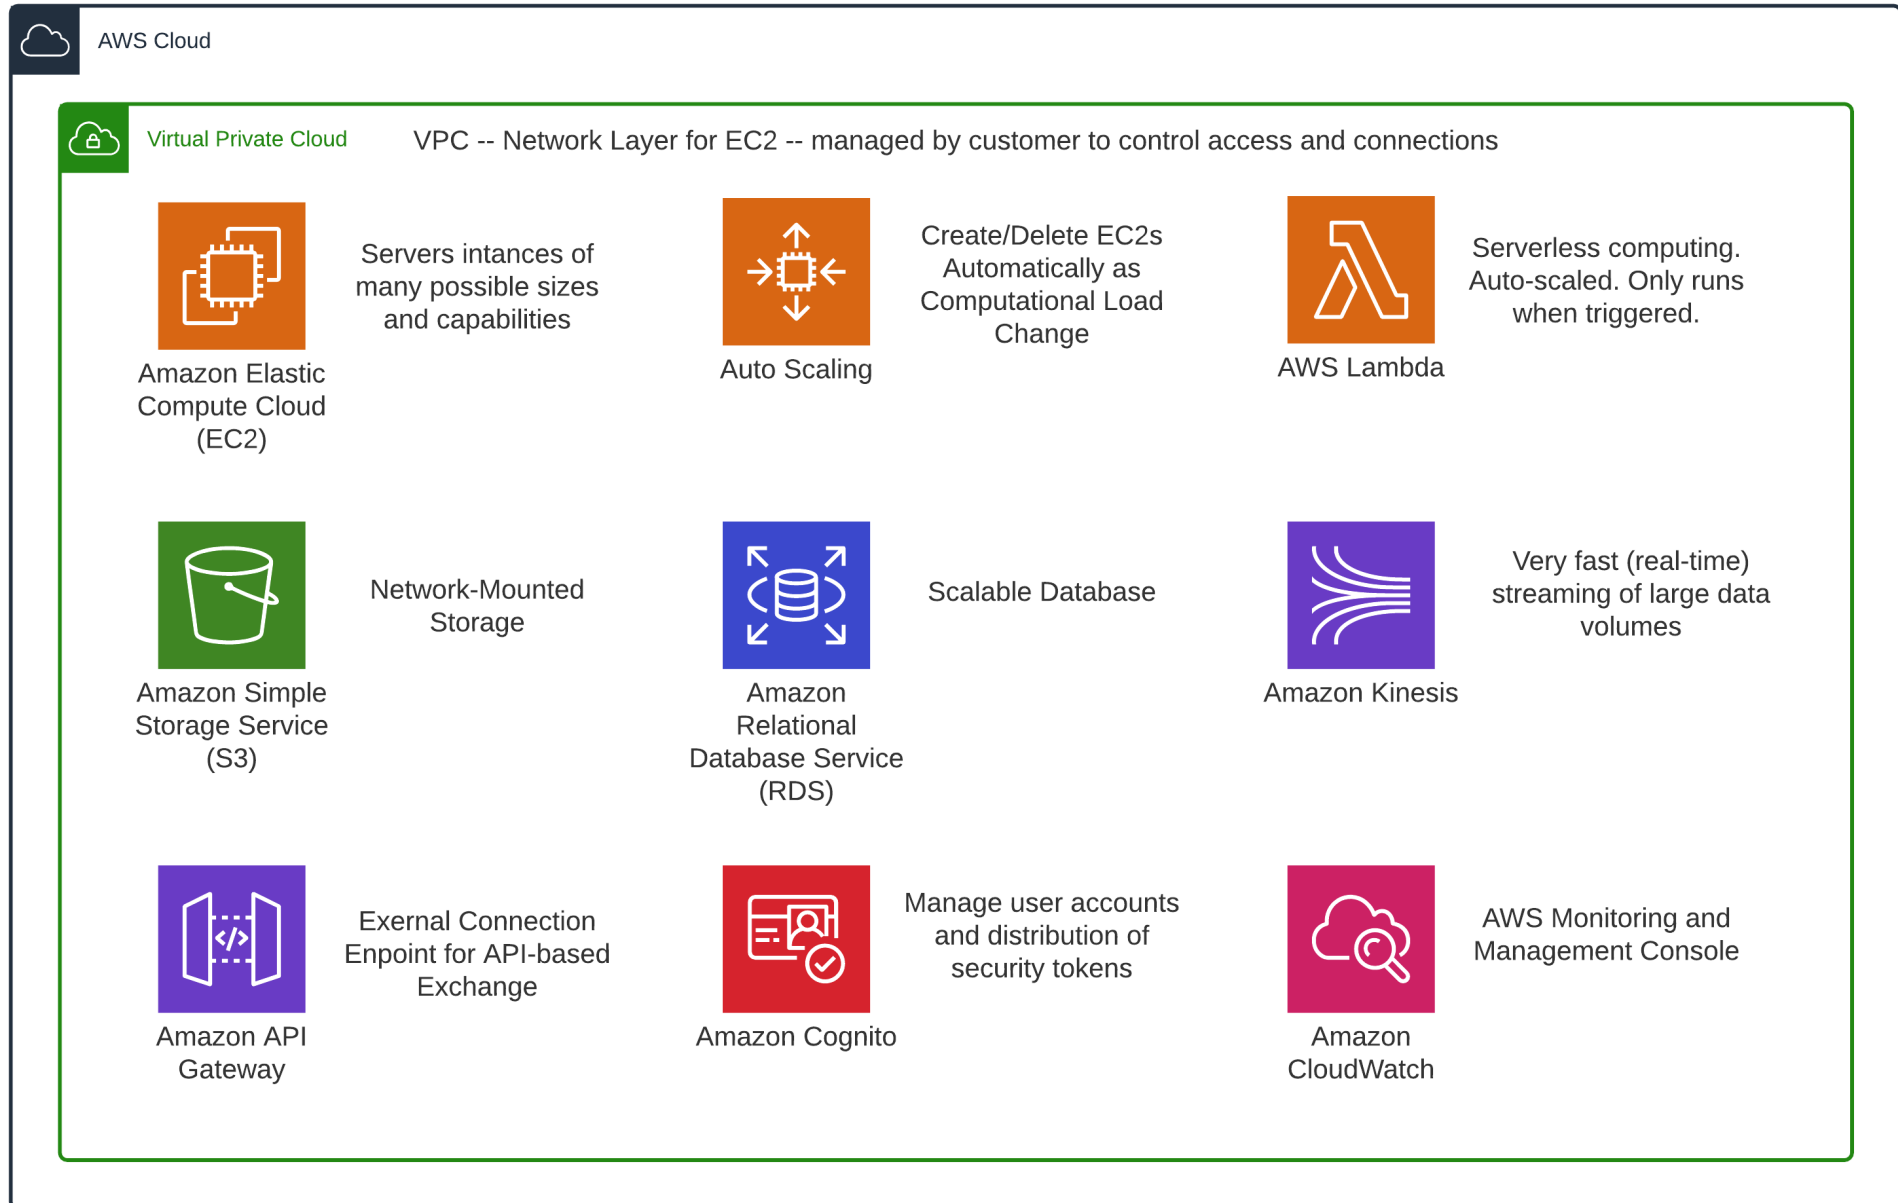 AWS Cloud
Virtual Private Cloud
VPC -- Network Layer for EC2 -- managed by customer to control access and connections
Servers intances of
many possible sizes
and capabilities
Amazon Elastic
Compute Cloud
(EC2)
Create/Delete EC2s
Automatically as
Computational Load
Change
Auto Scaling
Serverless computing.
Auto-scaled. Only runs
when triggered.
AWS Lambda
Network-Mounted
Storage
Amazon Simple
Storage Service
(S3)
Scalable Database
Amazon
Relational
Database Service
(RDS)
Very fast (real-time)
streaming of large data
volumes
Amazon Kinesis
Exernal Connection
Enpoint for API-based
Exchange
Amazon API
Gateway
Manage user accounts
and distribution of
security tokens
Amazon Cognito
AWS Monitoring and
Management Console
Amazon
CloudWatch